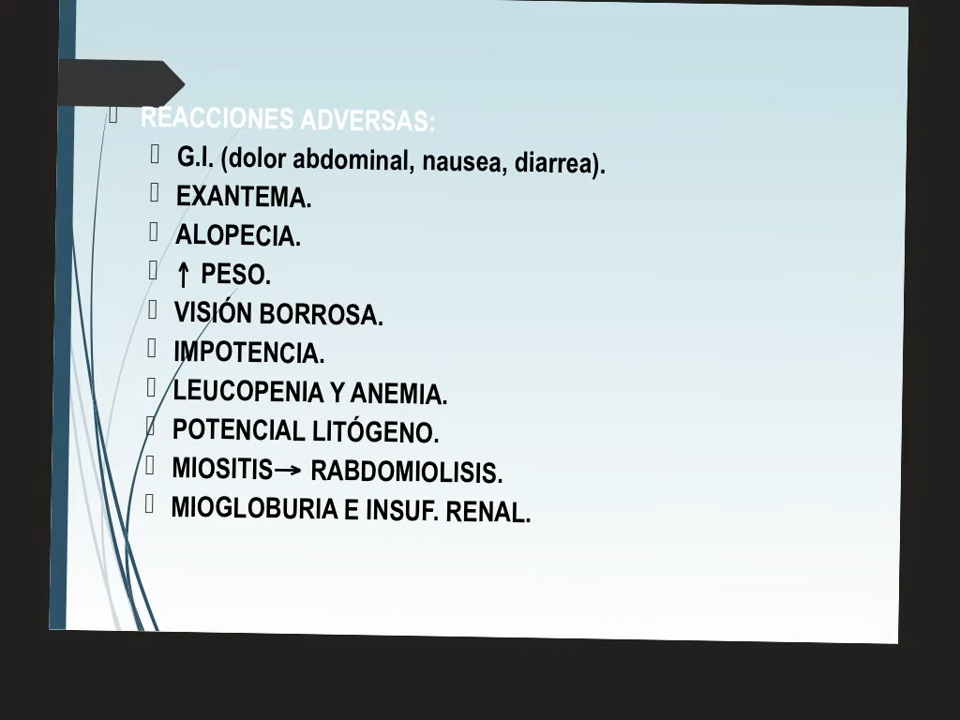 REACCIONES ADVERSAS:
G.I. (dolor abdominal, nausea, diarrea).
EXANTEMA.
ALOPECIA.
↑ PESO.
VISIÓN BORROSA.
IMPOTENCIA.
LEUCOPENIA Y ANEMIA.
POTENCIAL LITÓGENO.
MIOSITIS→ RABDOMIOLISIS.
MIOGLOBURIA E INSUF. RENAL.